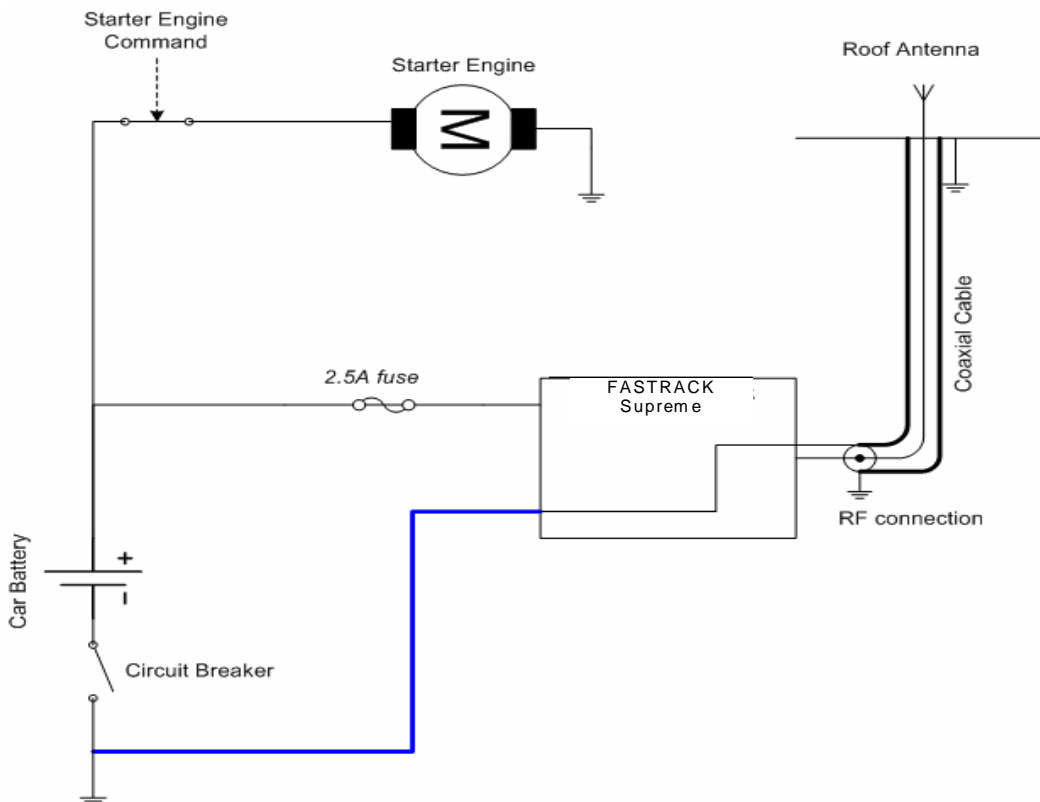 Starter Engine
Command
Starter Engine
M
Roof Antenna
Coaxial Cable
2.5A fuse
FASTRACK
Supreme
RF connection
Car Battery
+
−
Circuit Breaker